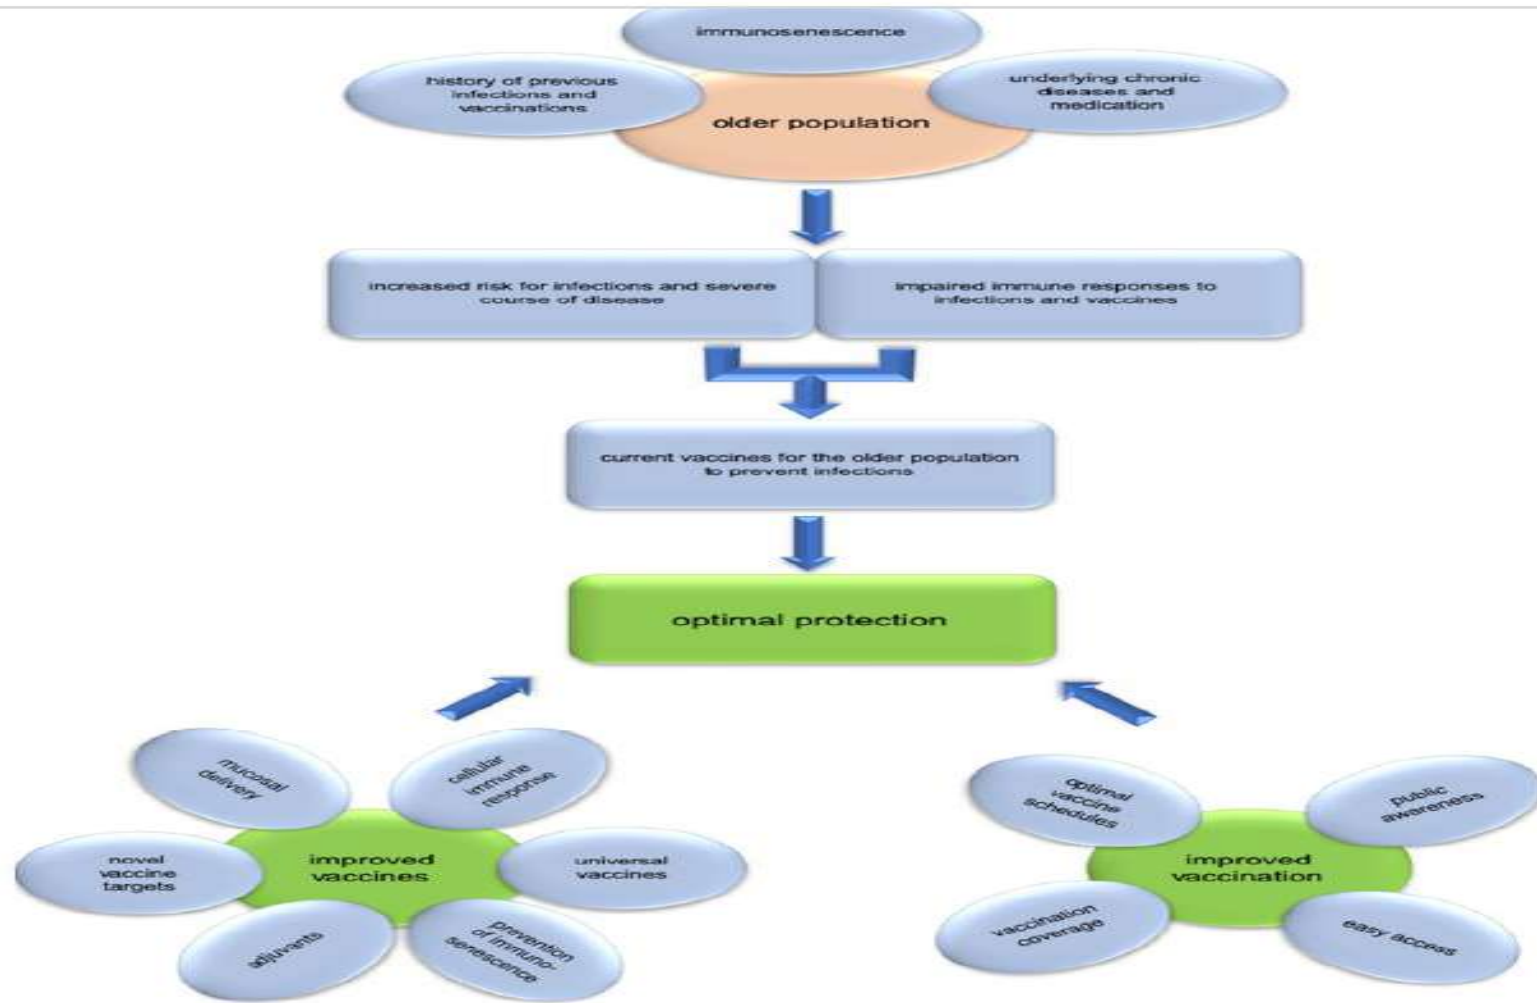 immunosenescence
history of previous
infections and
vaccinations
underlying chronic
diseases and
medication
older population
increased risk for infections and severe
course of disease
impaired immune responses to
infections and vaccines
current vaccines for the older population
to prevent infections
optimal protection
mucosal
delivery
cellular
immune
response
novel
vaccine
targets
improved
vaccines
universal
vaccines
adjuvants
prevention
of immuno-
senescence
optimal
vaccine
schedules
public
awareness
improved
vaccination
vaccination
coverage
easy access